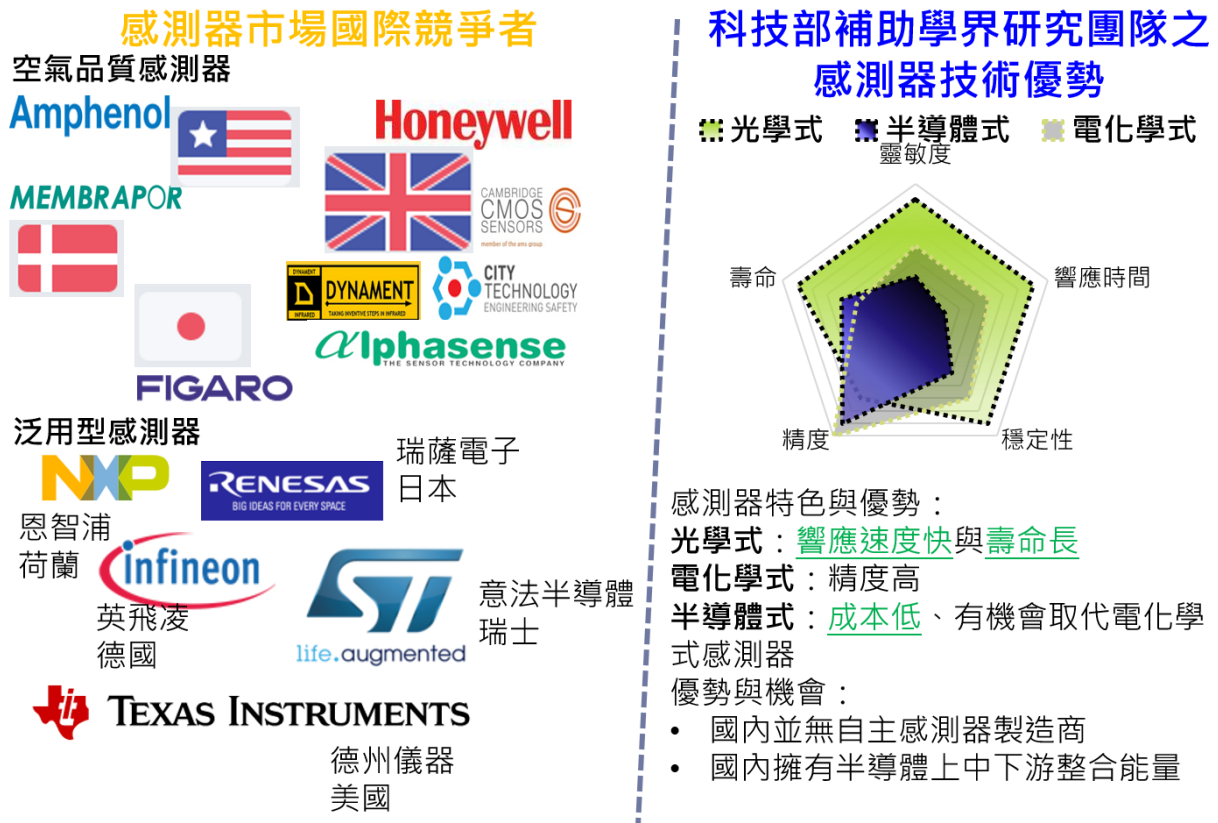 感測器市場國際競爭者
空氣品質感測器
Amphenol
Honeywell
MEMBRAPOR
CAMBRIDGE
CMOS
SENSORS
member of the ams group
DYNAMENT
DYNAMENT
INFRARED
TAKING INVENTIVE STEPS IN INFRARED
CITY
TECHNOLOGY
ENGINEERING SAFETY
alphasense
THE SENSOR TECHNOLOGY COMPANY
FIGARO
泛用型感測器
NXP
恩智浦
荷蘭
RENESAS
BIG IDEAS FOR EVERY SPACE
瑞薩電子
日本
infineon
英飛凌
德國
ST
life.augmented
意法半導體
瑞士
TEXAS INSTRUMENTS
德州儀器
美國
科技部補助學界研究團隊之
感測器技術優勢
光學式 半導體式 電化學式
靈敏度
響應時間
穩定性
精度
壽命
感測器特色與優勢：
光學式：響應速度快與壽命長
電化學式：精度高
半導體式：成本低、有機會取代電化學
式感測器
優勢與機會：
• 國內並無自主感測器製造商
• 國內擁有半導體上中下游整合能量